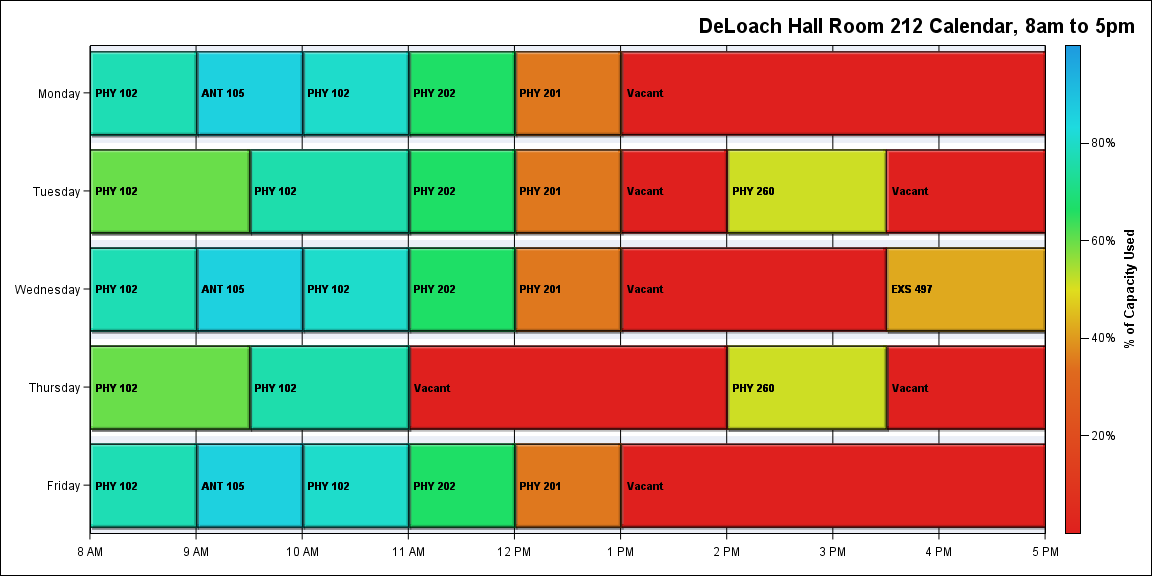 DeLoach Hall Room 212 Calendar, 8am to 5pm
Monday
PHY 102
ANT 105
PHY 102
PHY 202
PHY 201
Vacant
Tuesday
PHY 102
PHY 102
PHY 202
PHY 201
Vacant
PHY 260
Vacant
Wednesday
PHY 102
ANT 105
PHY 102
PHY 202
PHY 201
Vacant
EXS 497
Thursday
PHY 102
PHY 102
Vacant
PHY 260
Vacant
Friday
PHY 102
ANT 105
PHY 102
PHY 202
PHY 201
Vacant
8 AM
9 AM
10 AM
11 AM
12 PM
1 PM
2 PM
3 PM
4 PM
5 PM
80%
60%
40%
20%
% of Capacity Used